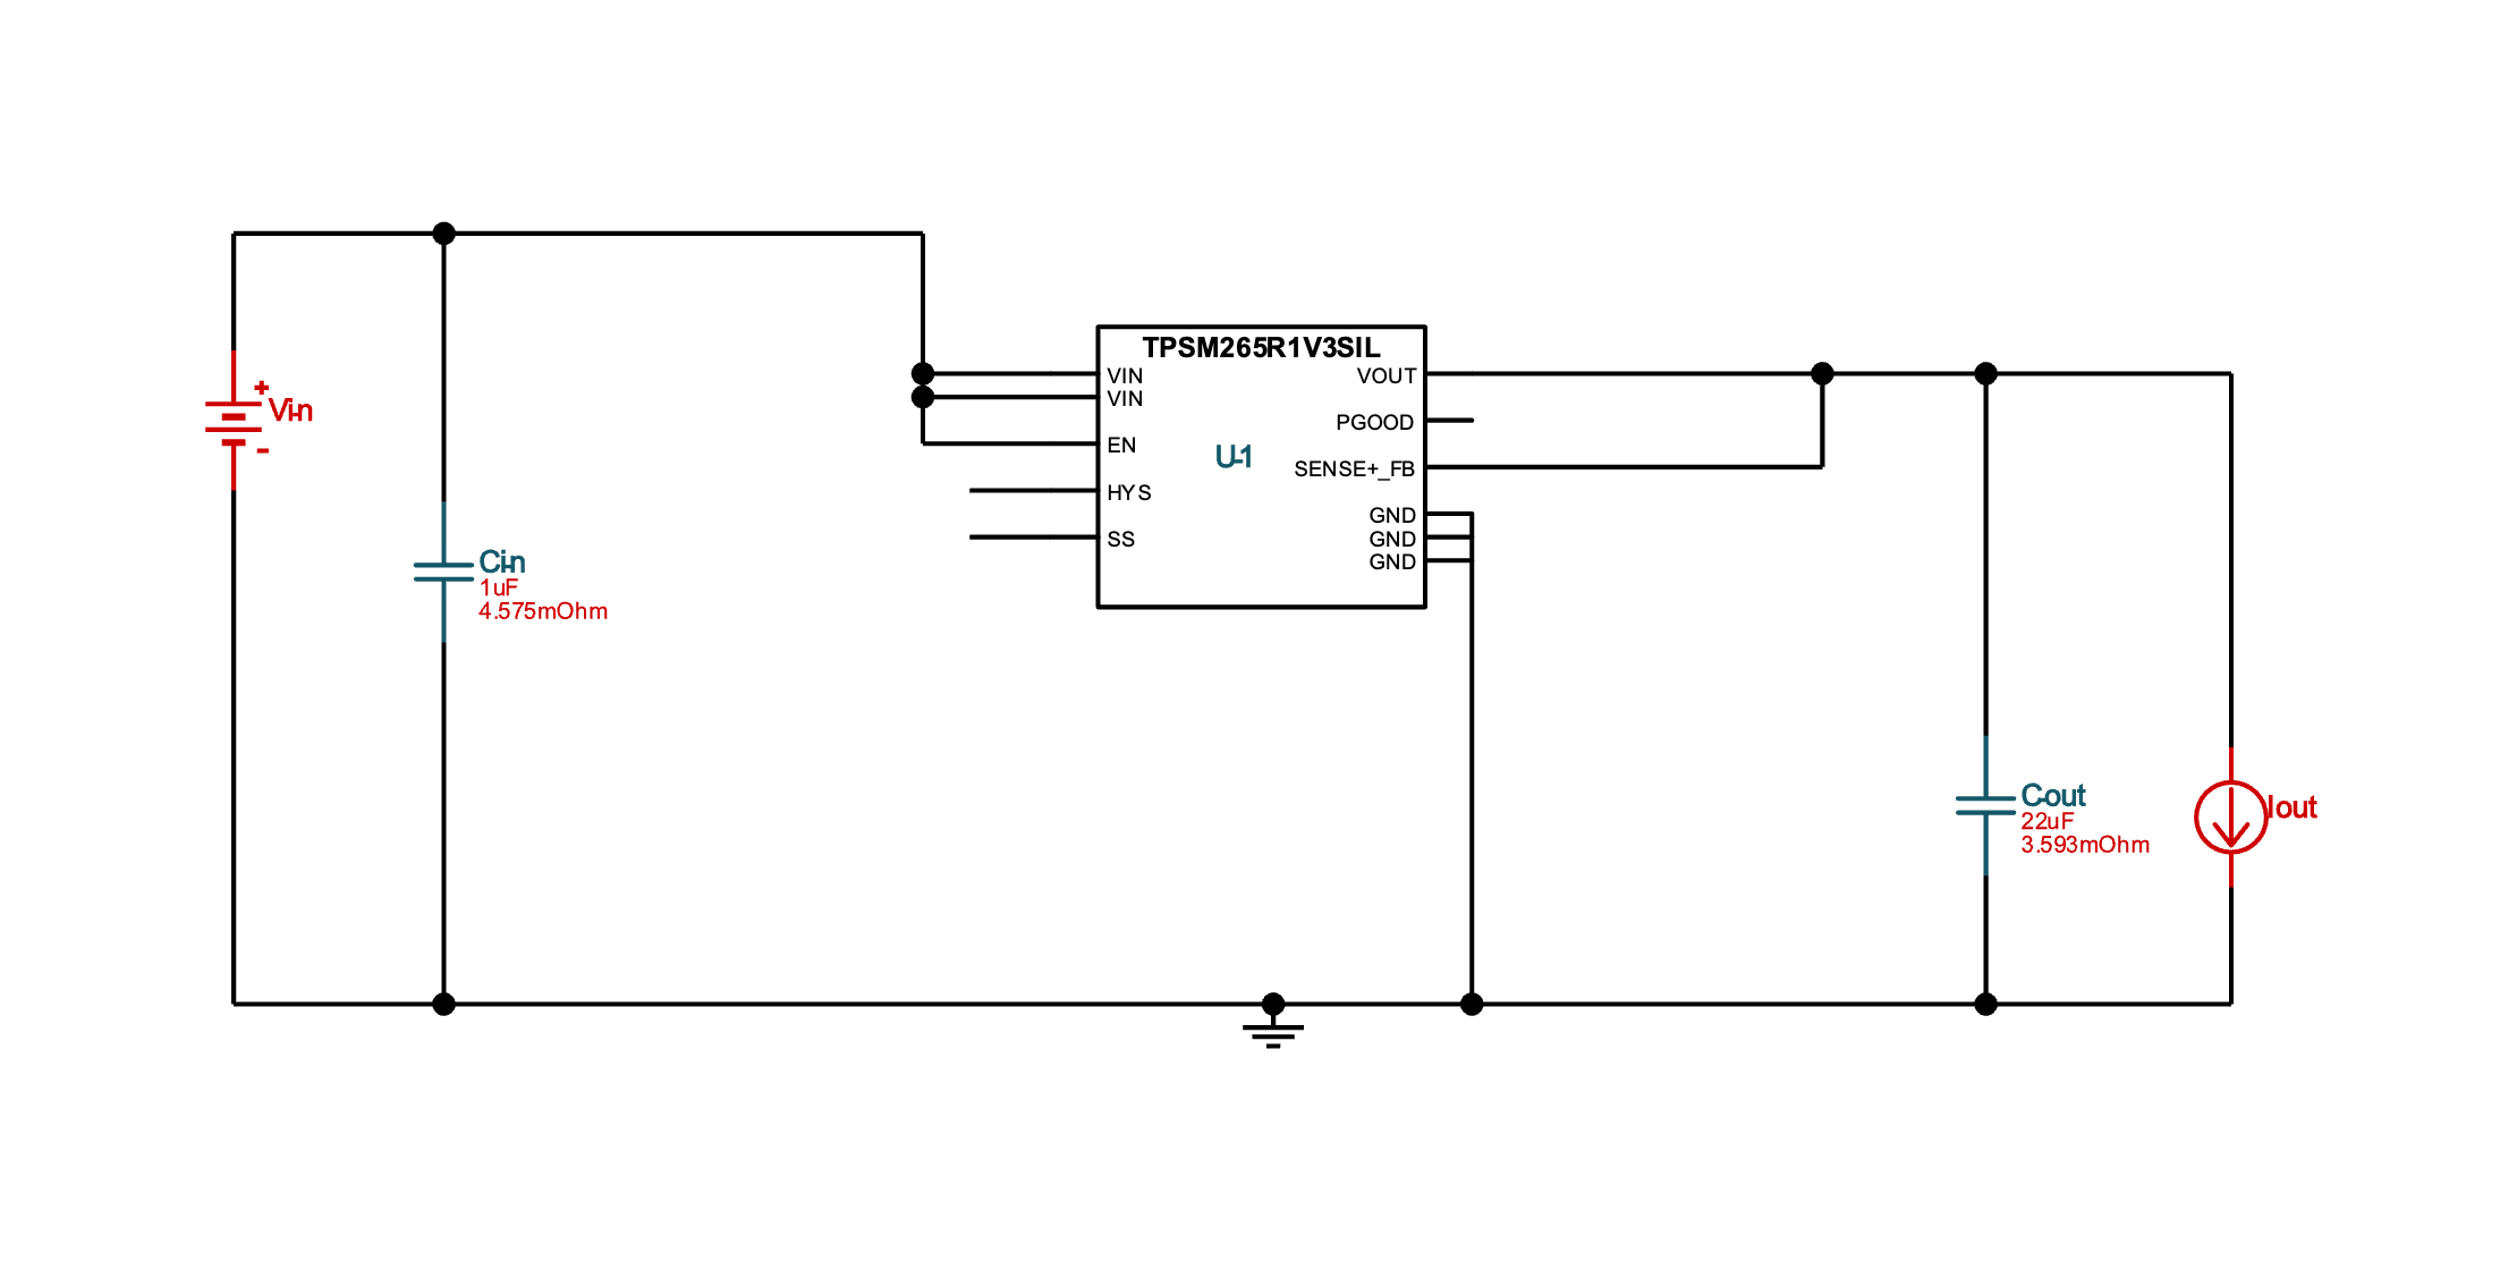 TPSM265R1V3SIL
VIN
VIN
EN
HYS
SS
U-1
VOUT
PGOOD
SENSE+_FB
GND
GND
GND
+
Vin
-
Cin
1uF
4.575mOhm
Cout
22uF
3.593mOhm
Iout